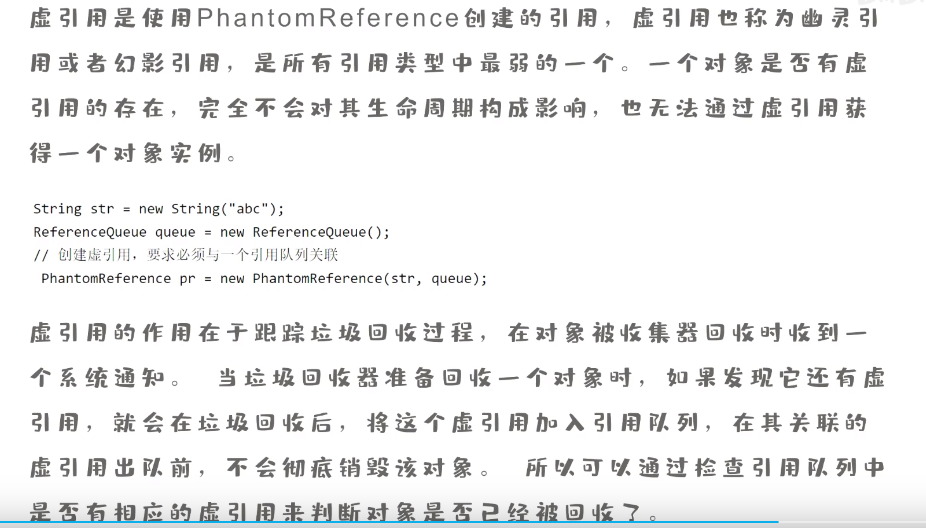 虚引用是使用PhantomReference创建的引用，虚引用也称为幽灵引
用或者幻影引用，是所有引用类型中最弱的一个。一个对象是否有虚
引用的存在，完全不会对其生命周期构成影响，也无法通过虚引用获
得一个对象实例。
String str = new String("abc");
ReferenceQueue queue = new ReferenceQueue();
// 创建虚引用，要求必须与一个引用队列关联
PhantomReference pr = new PhantomReference(str, queue);
虚引用的作用在于跟踪垃圾回收过程，在对象被收集器回收时收到一
个系统通知。 当垃圾回收器准备回收一个对象时，如果发现它还有虚
引用，就会在垃圾回收后，将这个虚引用加入引用队列，在其关联的
虚引用出队前，不会彻底销毁该对象。 所以可以通过检查引用队列中
是否有相应的虚引用来判断对象是否已经被回收了。